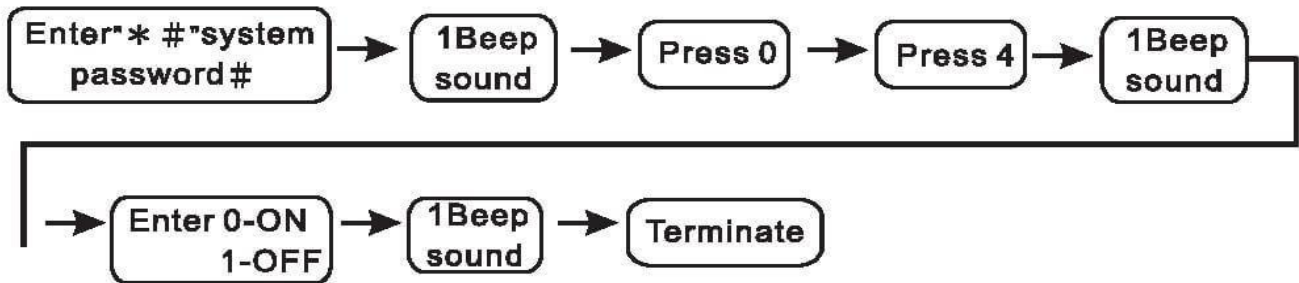 Enter"* #"system
password#
1Beep
sound
Press 0
Press 4
1Beep
sound
Enter 0-ON
1-OFF
1Beep
sound
Terminate